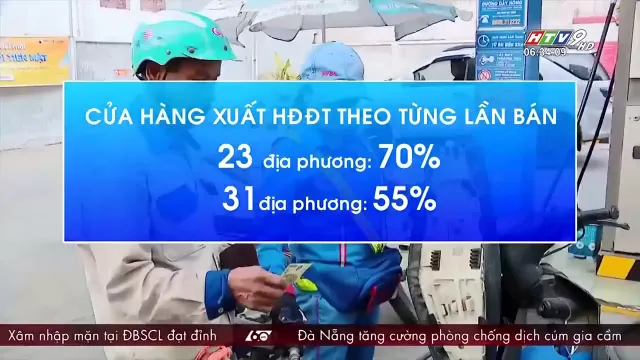 HTV9 HD
06:34:09
CỬA HÀNG XUẤT HĐĐT THEO TỪNG LẦN BÁN
23 địa phương: 70%
31 địa phương: 55%
Xâm nhập mặn tại ĐBSCL đạt đỉnh
60
Đà Nẵng tăng cường phòng chống dịch cúm gia cầm